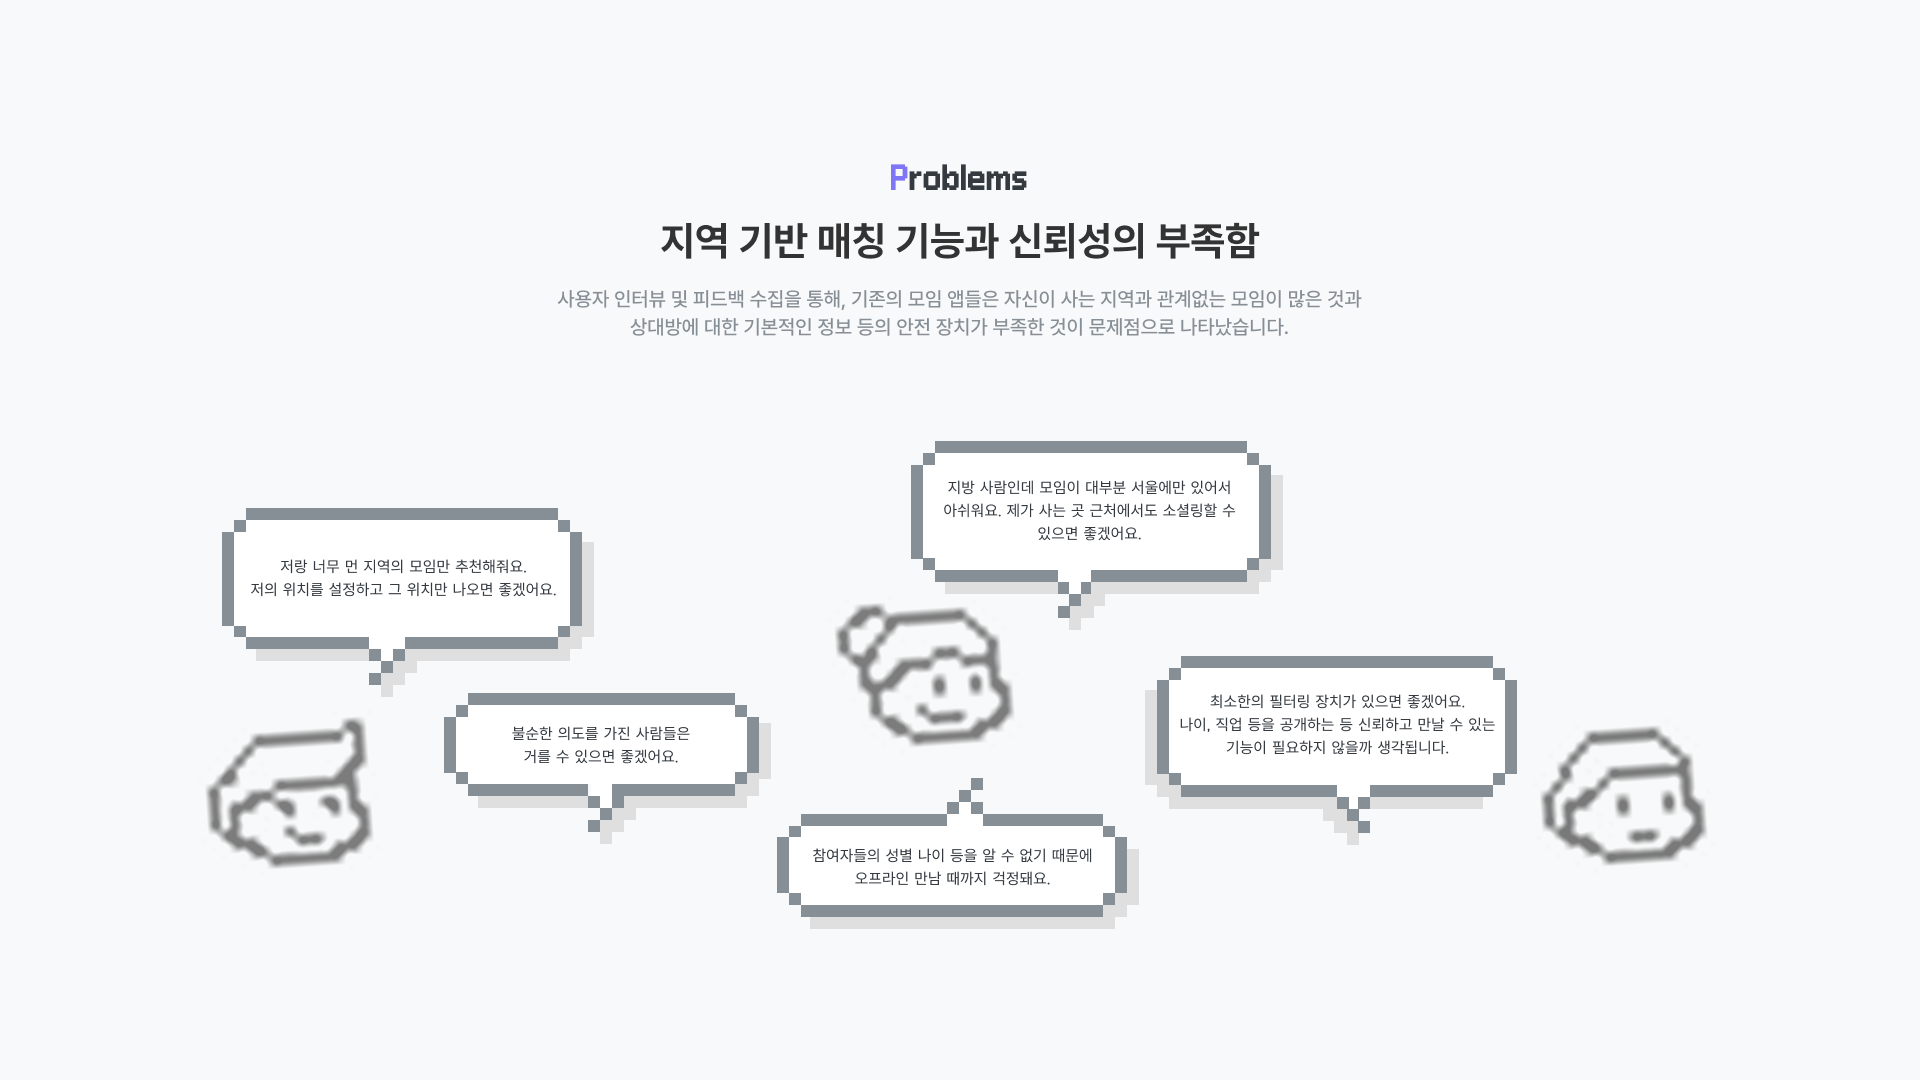 Problems
지역 기반 매칭 기능과 신뢰성의 부족함
사용자 인터뷰 및 피드백 수집을 통해, 기존의 모임 앱들은 자신이 사는 지역과 관계없는 모임이 많은 것과
상대방에 대한 기본적인 정보 등의 안전 장치가 부족한 것이 문제점으로 나타났습니다.
저랑 너무 먼 지역의 모임만 추천해줘요.
저의 위치를 설정하고 그 위치만 나오면 좋겠어요.
불순한 의도를 가진 사람들은
거를 수 있으면 좋겠어요.
지방 사람인데 모임이 대부분 서울에만 있어서
아쉬워요. 제가 사는 곳 근처에서도 소셜링할 수
있으면 좋겠어요.
참여자들의 성별 나이 등을 알 수 없기 때문에
오프라인 만남 때까지 걱정돼요.
최소한의 필터링 장치가 있으면 좋겠어요.
나이, 직업 등을 공개하는 등 신뢰하고 만날 수 있는
기능이 필요하지 않을까 생각됩니다.